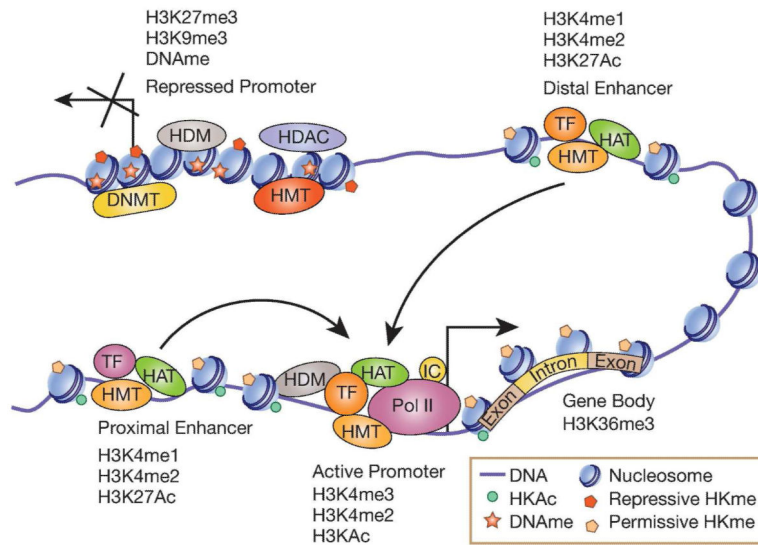 H3K27me3
H3K9me3
DNAme
Repressed Promoter
HDM
HDAC
DNMT
HMT
H3K4me1
H3K4me2
H3K27Ac
Distal Enhancer
TF
HAT
HMT
TF
HAT
HMT
Proximal Enhancer
H3K4me1
H3K4me2
H3K27Ac
HDM
TF
HAT
IC
Pol II
HMT
Active Promoter
H3K4me3
H3K4me2
H3KAc
Exon
Intron
Exon
Gene Body
H3K36me3
DNA
HKAc
DNAme
Nucleosome
Repressive HKme
Permissive HKme